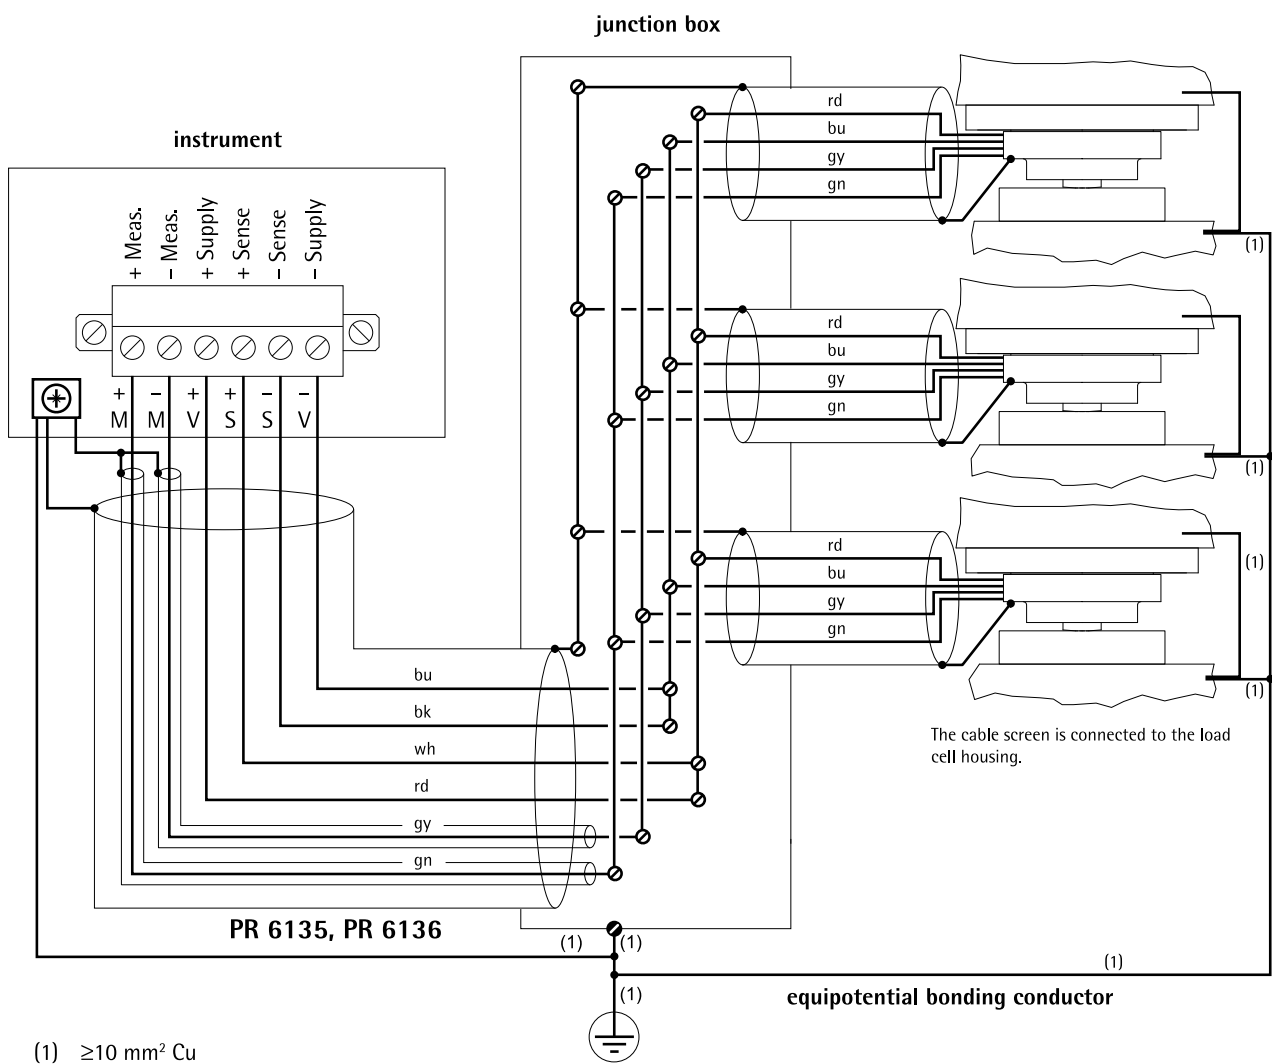 junction box
instrument
+ Meas.
– Meas.
+ Supply
+ Sense
– Sense
– Supply
+ – + + – –
M M V S S V
rd
bu
gy
gn
(1)
rd
bu
gy
gn
(1)
rd
bu
gy
gn
(1)
(1)
The cable screen is connected to the load
cell housing.
bu
bk
wh
rd
gy
gn
PR 6135, PR 6136
(1) (1)
(1)
(1)
equipotential bonding conductor
(1) ≥10 mm² Cu